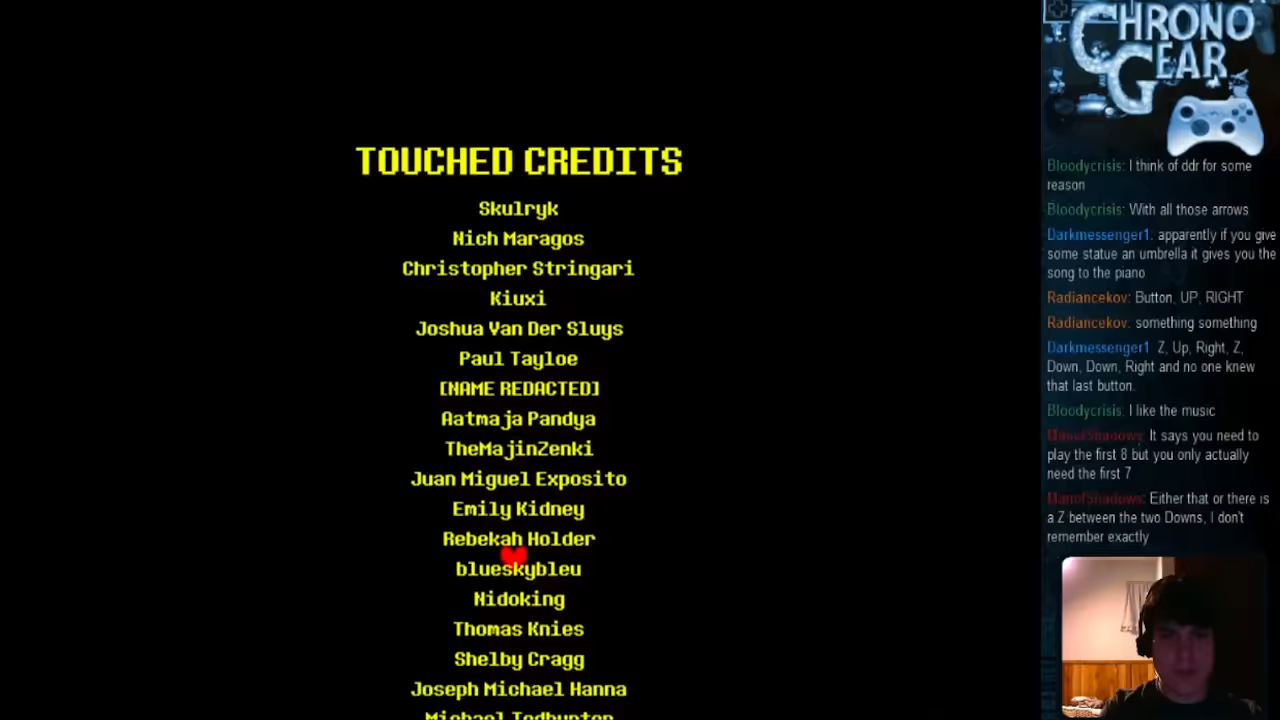 TOUCHED CREDITS
Skulryk
Nich Maragos
Christopher Stringari
Kiuxi
Joshua Van Der Sluys
Paul Tayloe
[NAME REDACTED]
Aatmaja Pandya
TheMajinZenki
Juan Miguel Exposito
Emily Kidney
Rebekah Holder
blueskybleu
Nidoking
Thomas Knies
Shelby Cragg
Joseph Michael Hanna
CHRONO
GEAR
Bloodycrisis: I think of ddr for some
reason
Bloodycrisis: With all those arrows
Darkmessenger1: apparently if you give
some statue an umbrella it gives you the
song to the piano
Radiancekov: Button, UP, RIGHT
Radiancekov: something something
Darkmessenger1: Z, Up, Right, Z,
Down, Down, Right and no one knew
that last button.
Bloodycrisis: I like the music
ManofShadows: It says you need to
play the first 8 but you only actually
need the first 7
ManofShadows: Either that or there is
a Z between the two Downs, I don't
remember exactly